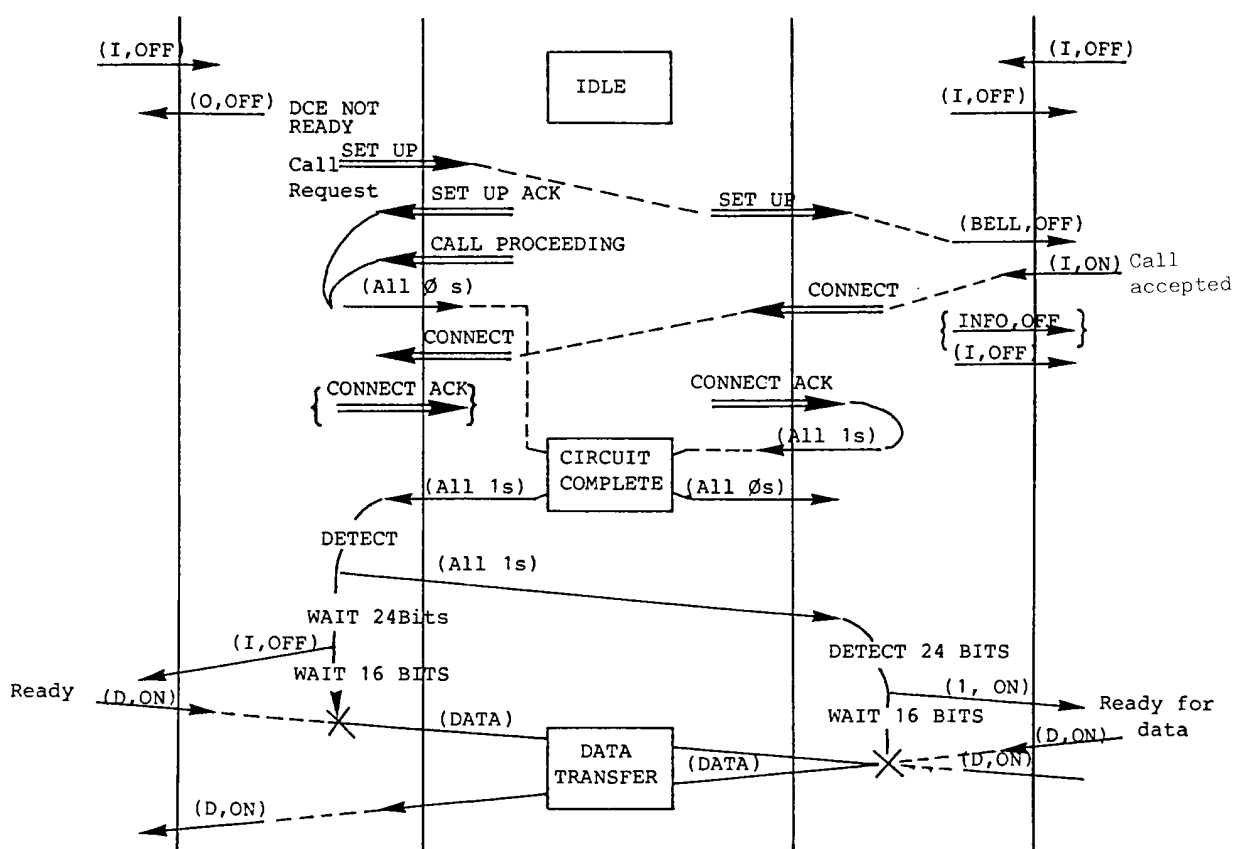 (I,OFF)
(I,OFF)
IDLE
(O,OFF)
DCE NOT
READY
(I,OFF)
SET UP
Call
Request
SET UP ACK
SET UP
(BELL,OFF)
CALL PROCEEDING
(I,ON)
Call
accepted
(All Ø s)
CONNECT
{ INFO,OFF }
CONNECT
(I,OFF)
{ CONNECT ACK }
CONNECT ACK
(All 1s)
CIRCUIT
COMPLETE
(All 1s)
(All Øs)
DETECT
(All 1s)
WAIT 24Bits
(I,OFF)
DETECT 24 BITS
WAIT 16 BITS
Ready
(D,ON)
(1, ON)
Ready for
data
WAIT 16 BITS
(DATA)
(D,ON)
DATA
TRANSFER
(DATA)
(D,ON)
(D,ON)